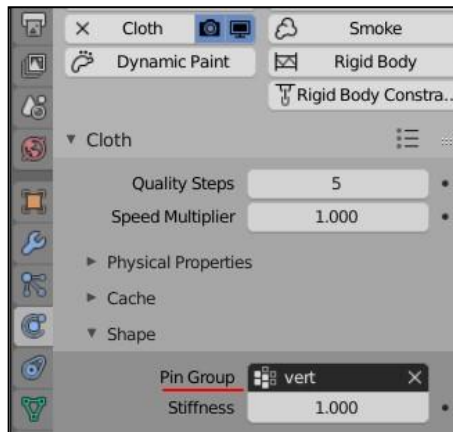 Cloth
Smoke
Dynamic Paint
Rigid Body
Rigid Body Constra..
Cloth
Quality Steps 5
Speed Multiplier 1.000
Physical Properties
Cache
Shape
Pin Group vert
Stiffness 1.000